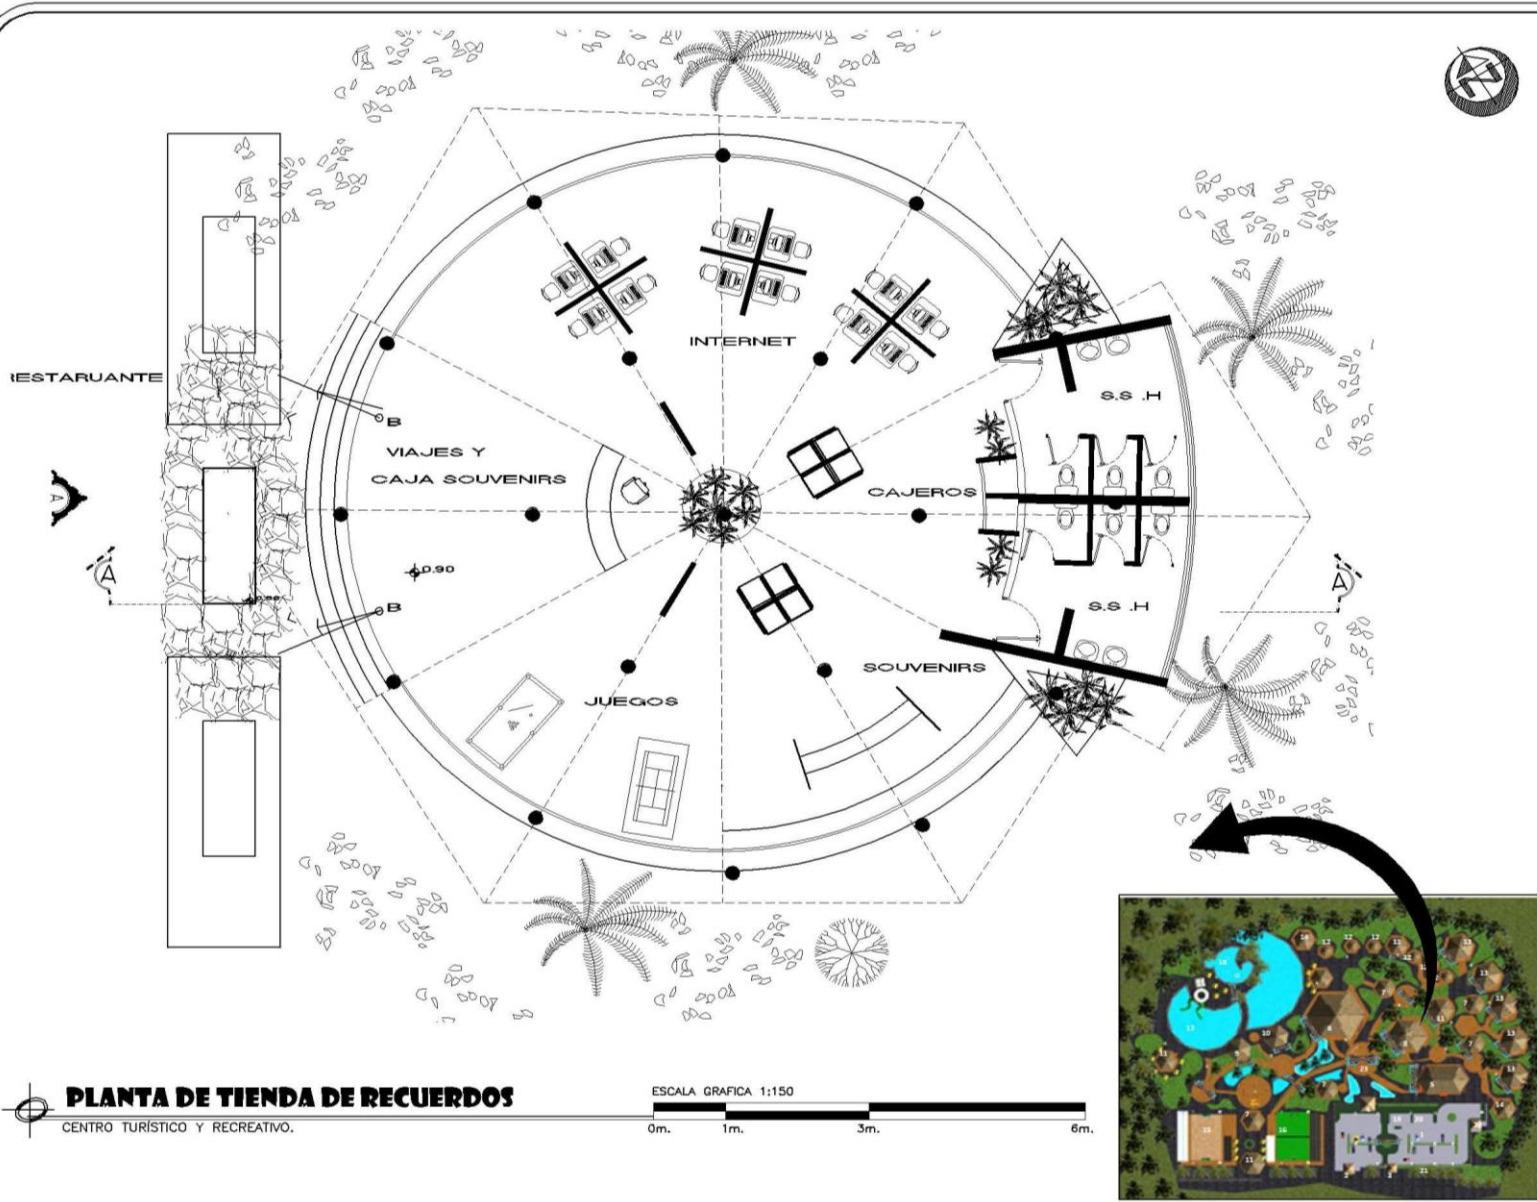 N
INTERNET
RESTARUANTE
S.S .H
B
VIAJES Y
CAJA SOUVENIRS
CAJEROS
A
0.90
A
A
B
S.S .H
SOUVENIRS
JUEGOS
PLANTA DE TIENDA DE RECUERDOS
CENTRO TURÍSTICO Y RECREATIVO.
ESCALA GRAFICA 1:150
0m. 1m. 3m. 6m.